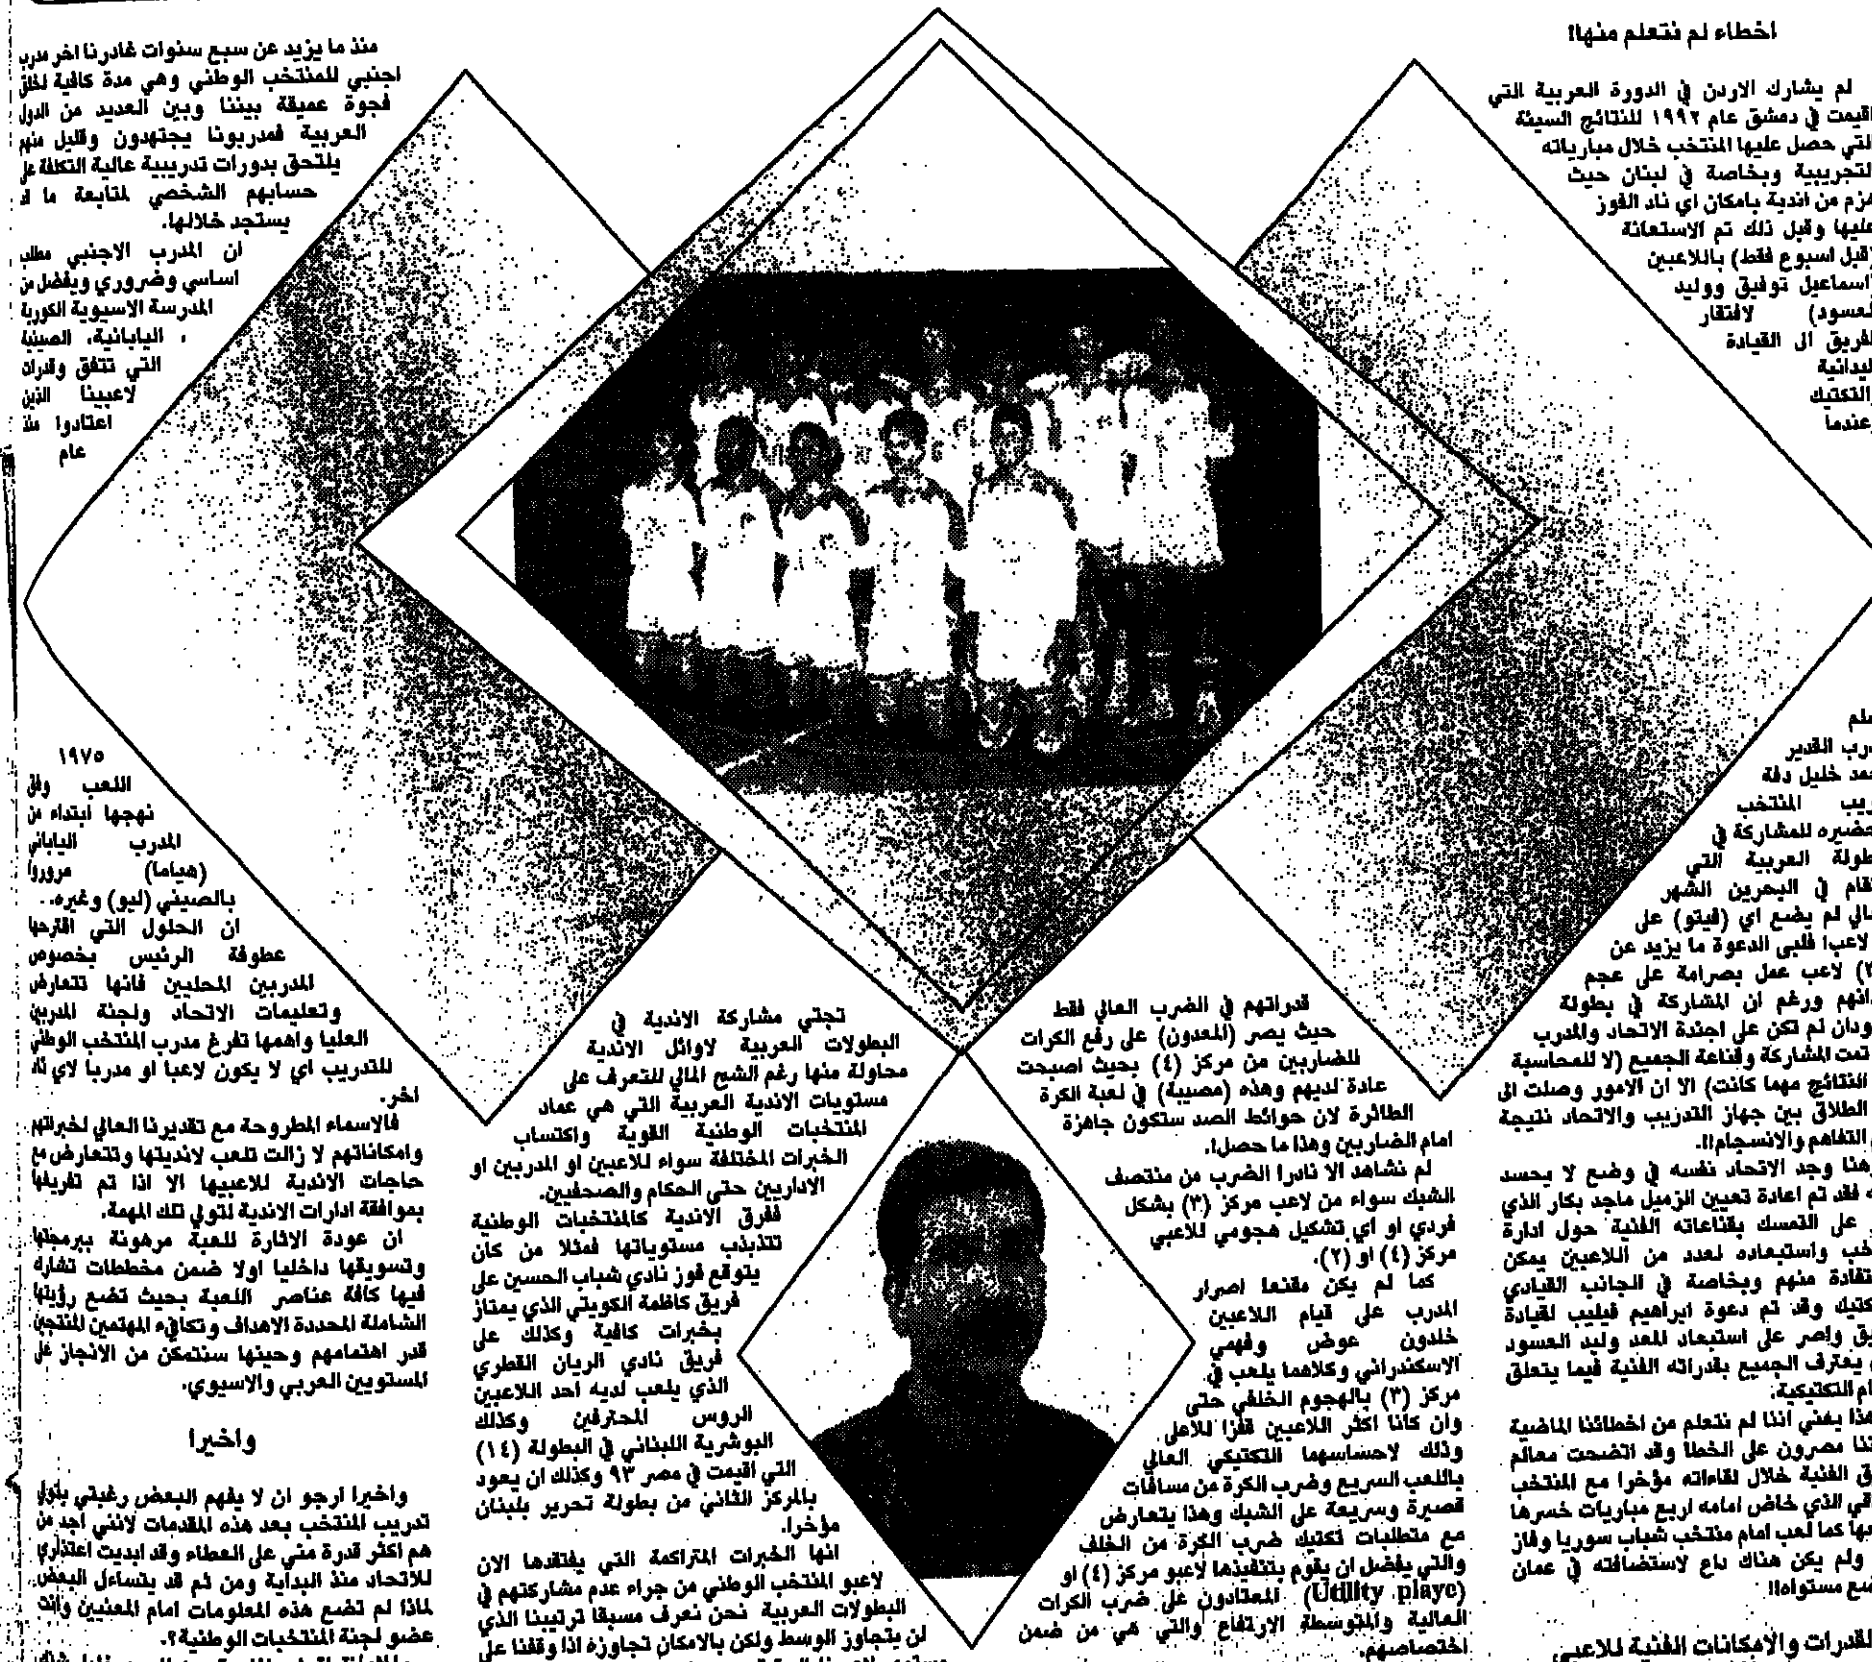 اخطاء لم نتعلم منها!
لم يشارك الاردن في الدورة العربية التي
اقيمت في دمشق عام ١٩٩٢ للنتائج السيئة
التي حصل عليها المنتخب خلال مبارياته
التجريبية وبخاصة في لبنان حيث
هزم من اندية بامكان اي ناد الفوز
عليها وقبل ذلك تم الاستعانة
(قبل اسبوع فقط) باللاعبين
(اسماعيل توفيق ووليد
العسود) لافتقار
الفريق الى القيادة
الميدانية
والتكتيك
عندما
القدير
خليل دفة
المنتخب
للمشاركة في
العربية التي
في البحرين الشهر
لم يضع اي (فيتو) على
لاعب! فلبى الدعوة ما يزيد عن
لاعب عمل بصرامة على عجم
ورغم ان المشاركة في بطولة
لم تكن على اجندة الاتحاد والمدرب
تمت المشاركة وقناعة الجميع (لا للمحاسبة
النتائج مهما كانت) الا ان الامور وصلت الى
الطلاق بين جهاز التدريب والاتحاد نتيجة
التفاهم والانسجام!!.
وهنا وجد الاتحاد نفسه في وضع لا يحسد
فقد تم اعادة تعيين الزميل ماجد بكار الذي
على التمسك بقناعاته الفنية حول ادارة
واستبعاده لعدد من اللاعبين يمكن
منهم وبخاصة في الجانب القيادي
وقد تم دعوة ابراهيم فيليب لقيادة
واصر على استبعاد المعد وليد العسود
يعترف الجميع بقدراته الفنية فيما يتعلق
التكتيكية.
هذا يعني اننا لم نتعلم من اخطائنا الماضية
مصرون على الخطا وقد اتضحت معالم
الفنية خلال لقاءاته مؤخرا مع المنتخب
الذي خاض امامه اربع مباريات خسرها
كما لعب امام منتخب شباب سوريا وفاز
ولم يكن هناك داع لاستضافته في عمان
مستواه!!
القدرات والامكانات الفنية للاعبي
قدراتهم في الضرب العالي فقط
حيث يصر (المعدون) على رفع الكرات
للضاربين من مركز (٤) بحيث اصبحت
عادة لديهم وهذه (مصيبة) في لعبة الكرة
الطائرة لان حوائط الصد ستكون جاهزة
امام الضاربين وهذا ما حصل!.
لم نشاهد الا نادرا الضرب من منتصف
الشبك سواء من لاعب مركز (٣) بشكل
فردي او اي تشكيل هجومي للاعبي
مركز (٤) او (٢).
كما لم يكن مقنعا اصرار
المدرب على قيام اللاعبين
خلدون عوض وفهمي
الاسكندراني وكلاهما يلعب في
مركز (٣) بالهجوم الخلفي حتى
وان كانا اكثر اللاعبين قفزا للاعلى
وذلك لاحساسهما التكتيكي العالي
باللعب السريع وضرب الكرة من مسافات
قصيرة وسريعة على الشبك وهذا يتعارض
مع متطلبات تكتيك ضرب الكرة من الخلف
والتي يفضل ان يقوم بتنفيذها لاعبو مركز (٤) او
(Utility playe) المعتادون على ضرب الكرات
العالية والمتوسطة الارتفاع والتي هي من ضمن
اختصاصهم.
تجتي مشاركة الاندية في
البطولات العربية لاوائل الاندية
محاولة منها رغم الشح المالي للتعرف على
مستويات الاندية العربية التي هي عماد
المنتخبات الوطنية القوية واكتساب
الخبرات المختلفة سواء للاعبين او المدربين او
الاداريين حتى الحكام والصحفيين.
ففرق الاندية كالمنتخبات الوطنية
تتذبذب مستوياتها فمثلا من كان
يتوقع فوز نادي شباب الحسين على
فريق كاظمة الكويتي الذي يمتاز
بخبرات كافية وكذلك على
فريق نادي الريان القطري
الذي يلعب لديه احد اللاعبين
الروس المحترفين وكذلك
البوشرية اللبناني في البطولة (١٤)
التي اقيمت في مصر ٩٣ وكذلك ان يعود
بالمركز الثاني من بطولة تحرير بلبنان
مؤخرا.
انها الخبرات المتراكمة التي يفتقدها الان
لاعبو المنتخب الوطني من جراء عدم مشاركتهم في
البطولات العربية نحن نعرف مسبقا ترتيبنا الذي
لن يتجاوز الوسط ولكن بالامكان تجاوزه اذا وقفنا على
منذ ما يزيد عن سبع سنوات غادرنا اخر مدرب
اجنبي للمنتخب الوطني وهي مدة كافية لخلق
فجوة عميقة بيننا وبين العديد من الدول
العربية فمدربونا يجتهدون وقليل منهم
يلتحق بدورات تدريبية عالية التكلفة على
حسابهم الشخصي لمتابعة ما قد
يستجد خلالها.
ان المدرب الاجنبي مطلب
اساسي وضروري ويفضل من
المدرسة الاسيوية الكورية
، اليابانية، الصينية
التي تتفق وقدرات
لاعبينا الذين
اعتادوا منذ
عام
١٩٧٥
اللعب وفق
نهجها ابتداء من
المدرب الياباني
(هياما) مرورا
بالصيني (ليو) وغيره..
ان الحلول التي اقترحها
عطوفة الرئيس بخصوص
المدربين المحليين فانها تتعارض
وتعليمات الاتحاد ولجنة المدربين
العليا واهمها تفرغ مدرب المنتخب الوطني
للتدريب اي لا يكون لاعبا او مدربا لاي ناد
اخر.
فالاسماء المطروحة مع تقديرنا العالي لخبراتهم
وامكاناتهم لا زالت تلعب لانديتها وتتعارض مع
حاجات الاندية للاعبيها الا اذا تم تفريغها
بموافقة ادارات الاندية لتولي تلك المهمة.
ان عودة الاثارة للعبة مرهونة ببرمجتها
وتسويقها داخليا اولا ضمن مخططات تشارك
فيها كافة عناصر اللعبة بحيث تضع رؤيتها
الشاملة المحددة الاهداف وتكافيء المهتمين المنتجين
قدر اهتمامهم وحينها سنتمكن من الانجاز على
المستويين العربي والاسيوي.
واخيرا
واخيرا ارجو ان لا يفهم البعض رغبتي بتولي
تدريب المنتخب بعد هذه المقدمات لانني اجد من
هم اكثر قدرة مني على العطاء وقد ابديت اعتذاري
للاتحاد منذ البداية ومن ثم قد يتساءل البعض
لماذا لم تضع هذه المعلومات امام المعنيين وانت
عضو لجنة المنتخبات الوطنية؟.